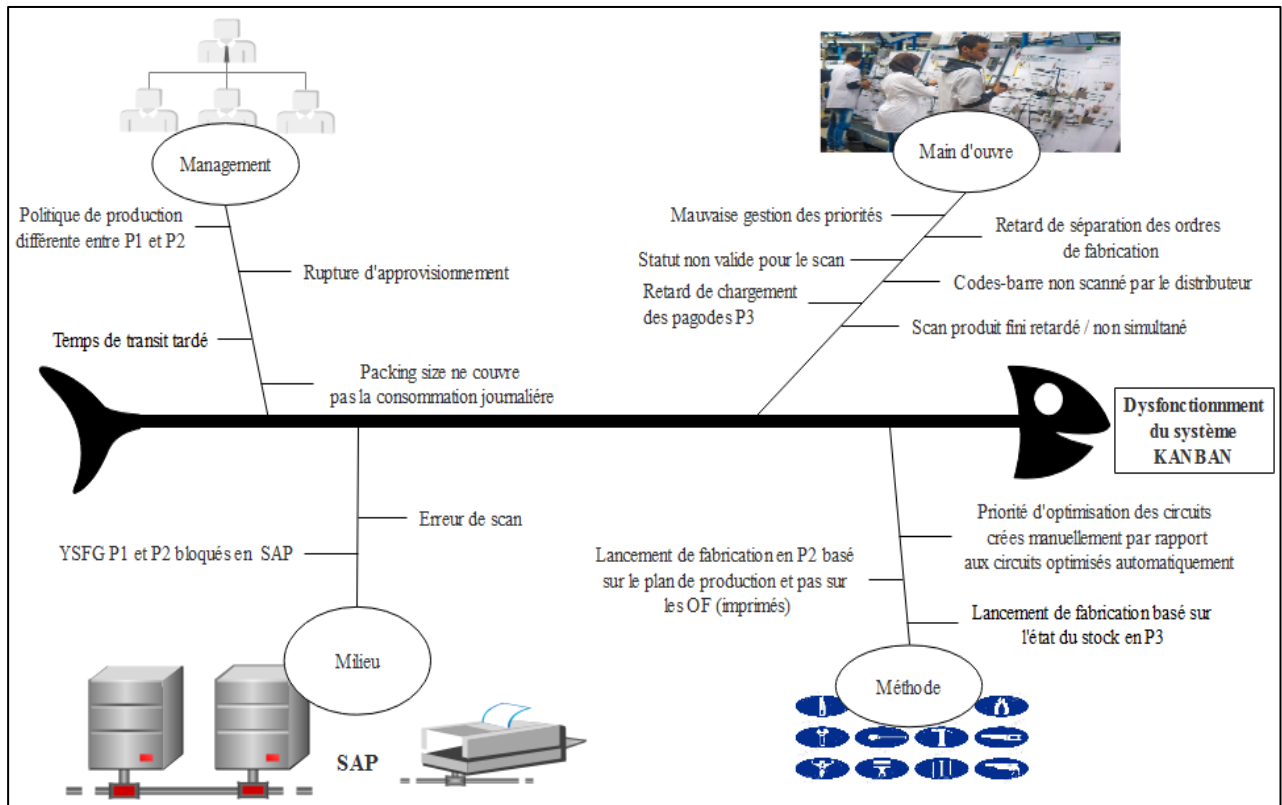 Management
Politique de production
différente entre P1 et P2
Rupture d'approvisionnement
Temps de transit tardé
Packing size ne couvre
pas la consommation journaliére
Main d'ouvre
Mauvaise gestion des priorités
Retard de séparation des ordres
de fabrication
Statut non valide pour le scan
Codes-barre non scanné par le distributeur
Retard de chargement
des pagodes P3
Scan produit fini retardé / non simultané
Dysfonctionnment
du système
KANBAN
Erreur de scan
YSFG P1 et P2 bloqués en SAP
Milieu
SAP
Priorité d'optimisation des circuits
crées manuellement par rapport
aux circuits optimisés automatiquement
Lancement de fabrication en P2 basé
sur le plan de production et pas sur
les OF (imprimés)
Lancement de fabrication basé sur
l'état du stock en P3
Méthode